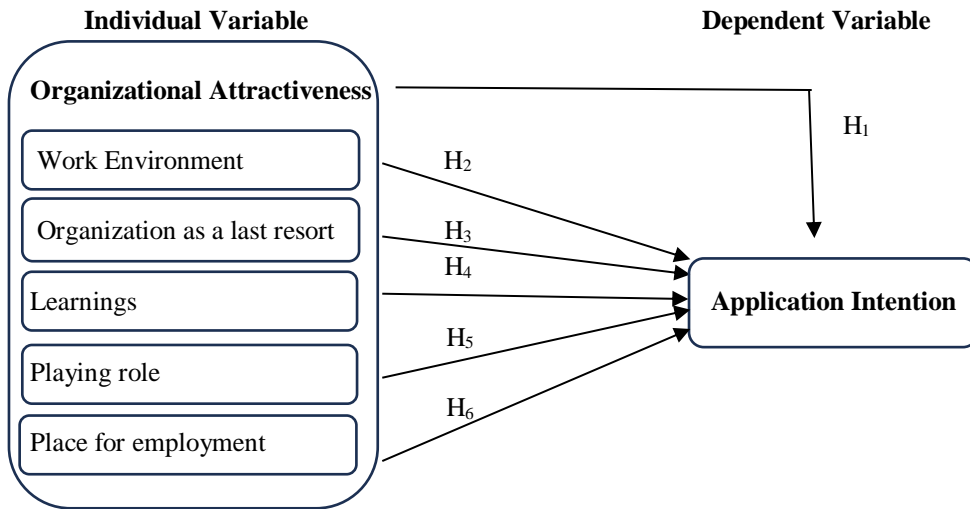 Individual Variable
Dependent Variable
Organizational Attractiveness
H1
Work Environment
H2
Organization as a last resort
H3
H4
Learnings
Application Intention
H5
Playing role
H6
Place for employment